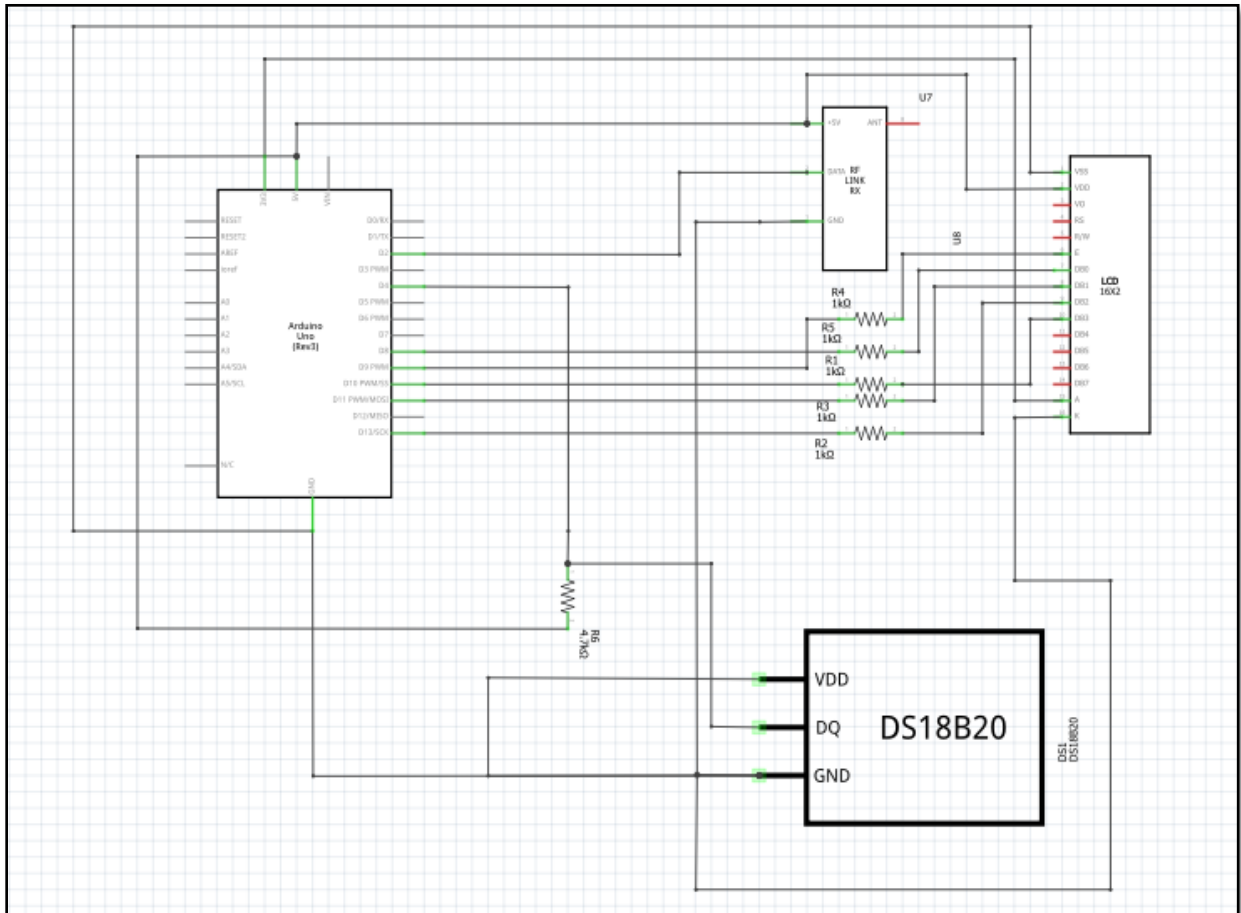 U7
+5V
ANT
DATA
RF
LINK
RX
GND
U8
VSS
VDD
VO
RS
R/W
E
DB0
DB1
DB2
DB3
DB4
DB5
DB6
DB7
A
K
LCD
16X2
3V3
5V
VIN
RESET
RESET2
AREF
ioref
A0
A1
A2
A3
A4/SDA
A5/SCL
N/C
Arduino
Uno
(Rev3)
D0/RX
D1/TX
D2
D3 PWM
D4
D5 PWM
D6 PWM
D7
D8
D9 PWM
D10 PWM/SS
D11 PWM/MOSI
D12/MISO
D13/SCK
GND
R4
1kΩ
R5
1kΩ
R1
1kΩ
R3
1kΩ
R2
1kΩ
R6
4.7kΩ
VDD
DQ
GND
DS18B20
DS1
DS18B20